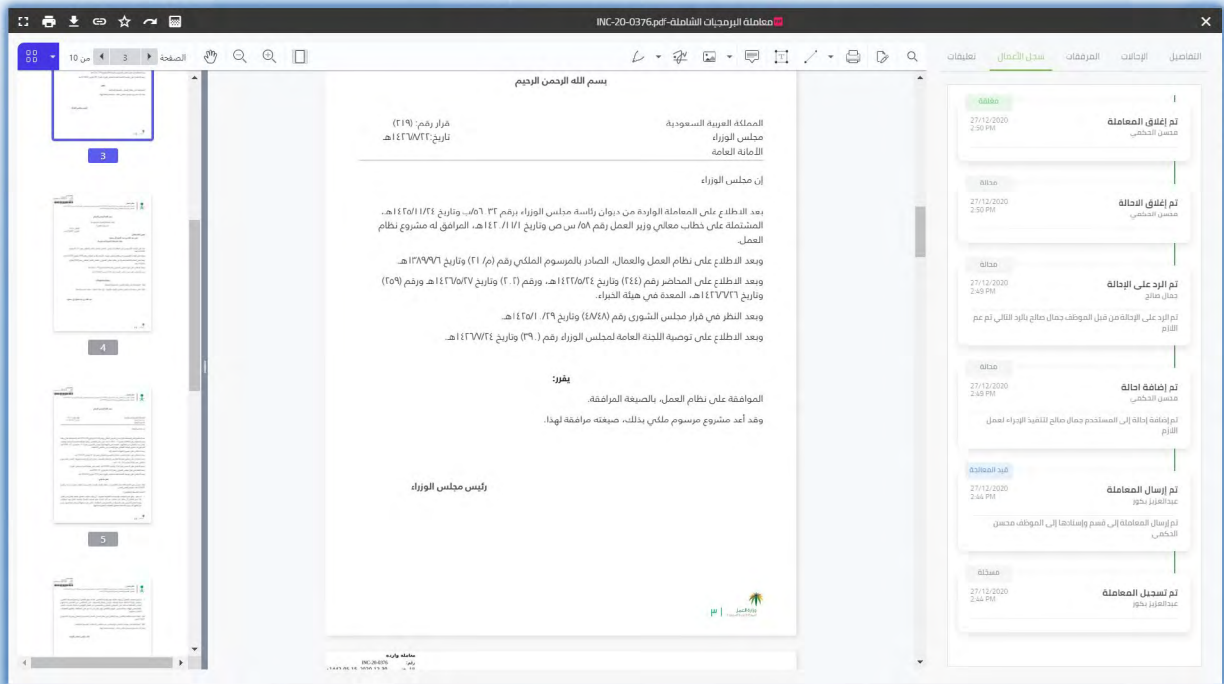 معاملة البرمجيات الشاملة-INC-20-0376.pdf
الصفحة 3 من 10
التفاصيل
الإحالات
المرفقات
سجل الأعمال
تعليقات
3
4
5
بسم الله الرحمن الرحيم
المملكة العربية السعودية
قرار رقم: (٢١٩)
مجلس الوزراء
تاريخ:١٤٢٦/٨/٢٢هـ
الأمانة العامة
إن مجلس الوزراء
بعد الاطلاع على المعاملة الواردة من ديوان رئاسة مجلس الوزراء برقم ٥٦٠٣٢/ب وتاريخ ١٤٢٥/١١/٢٤هـ،
المشتملة على خطاب معالي وزير العمل رقم ٥٨/ س ص وتاريخ ١٤٢٠/١١/١هـ، المرافق له مشروع نظام
العمل.
وبعد الاطلاع على نظام العمل والعمال، الصادر بالمرسوم الملكي رقم (م/ ٢١) وتاريخ ١٣٨٩/٩/٦هـ.
وبعد الاطلاع على المحاضر رقم (٢٤٤) وتاريخ ١٤٢٢/٥/٢٤هـ، ورقم (٢٠٢) وتاريخ ١٤٢٦/٥/٢٧هـ ورقم (٢٥٩)
وتاريخ ١٤٢٦/٦/٢٦هـ، المعدة في هيئة الخبراء.
وبعد النظر في قرار مجلس الشورى رقم (٤٨/٤٨) وتاريخ ١٤٢٥/١٠/٢٩هـ.
وبعد الاطلاع على توصية اللجنة العامة لمجلس الوزراء رقم (٣٩٠) وتاريخ ١٤٢٦/٧/٢٤هـ.
يقرر:
الموافقة على نظام العمل، بالصيغة المرافقة.
وقد أعد مشروع مرسوم ملكي بذلك، صيغته مرافقة لهذا.
رئيس مجلس الوزراء
وزارة العمل
٣
معاملة واردة
رقم: INC-20-0376
مغلقة
تم إغلاق المعاملة
27/12/2020
محسن الحكمي
2:50 PM
محالة
تم إغلاق الاحالة
27/12/2020
محسن الحكمي
2:50 PM
محالة
تم الرد على الإحالة
27/12/2020
جمال صالح
2:49 PM
تم الرد على الإحالة من قبل الموظف جمال صالح بالرد التالي تم عم
اللازم
محالة
تم إضافة احالة
27/12/2020
محسن الحكمي
2:49 PM
تم إضافة إحالة إلى المستخدم جمال صالح لتنفيذ الإجراء لعمل
اللازم
قيد المعالجة
تم إرسال المعاملة
27/12/2020
عبدالعزيز بكور
2:44 PM
تم إرسال المعاملة إلى قسم وإسنادها إلى الموظف محسن
الحكمي
مسجّلة
تم تسجيل المعاملة
27/12/2020
عبدالعزيز بكور
2:44 PM